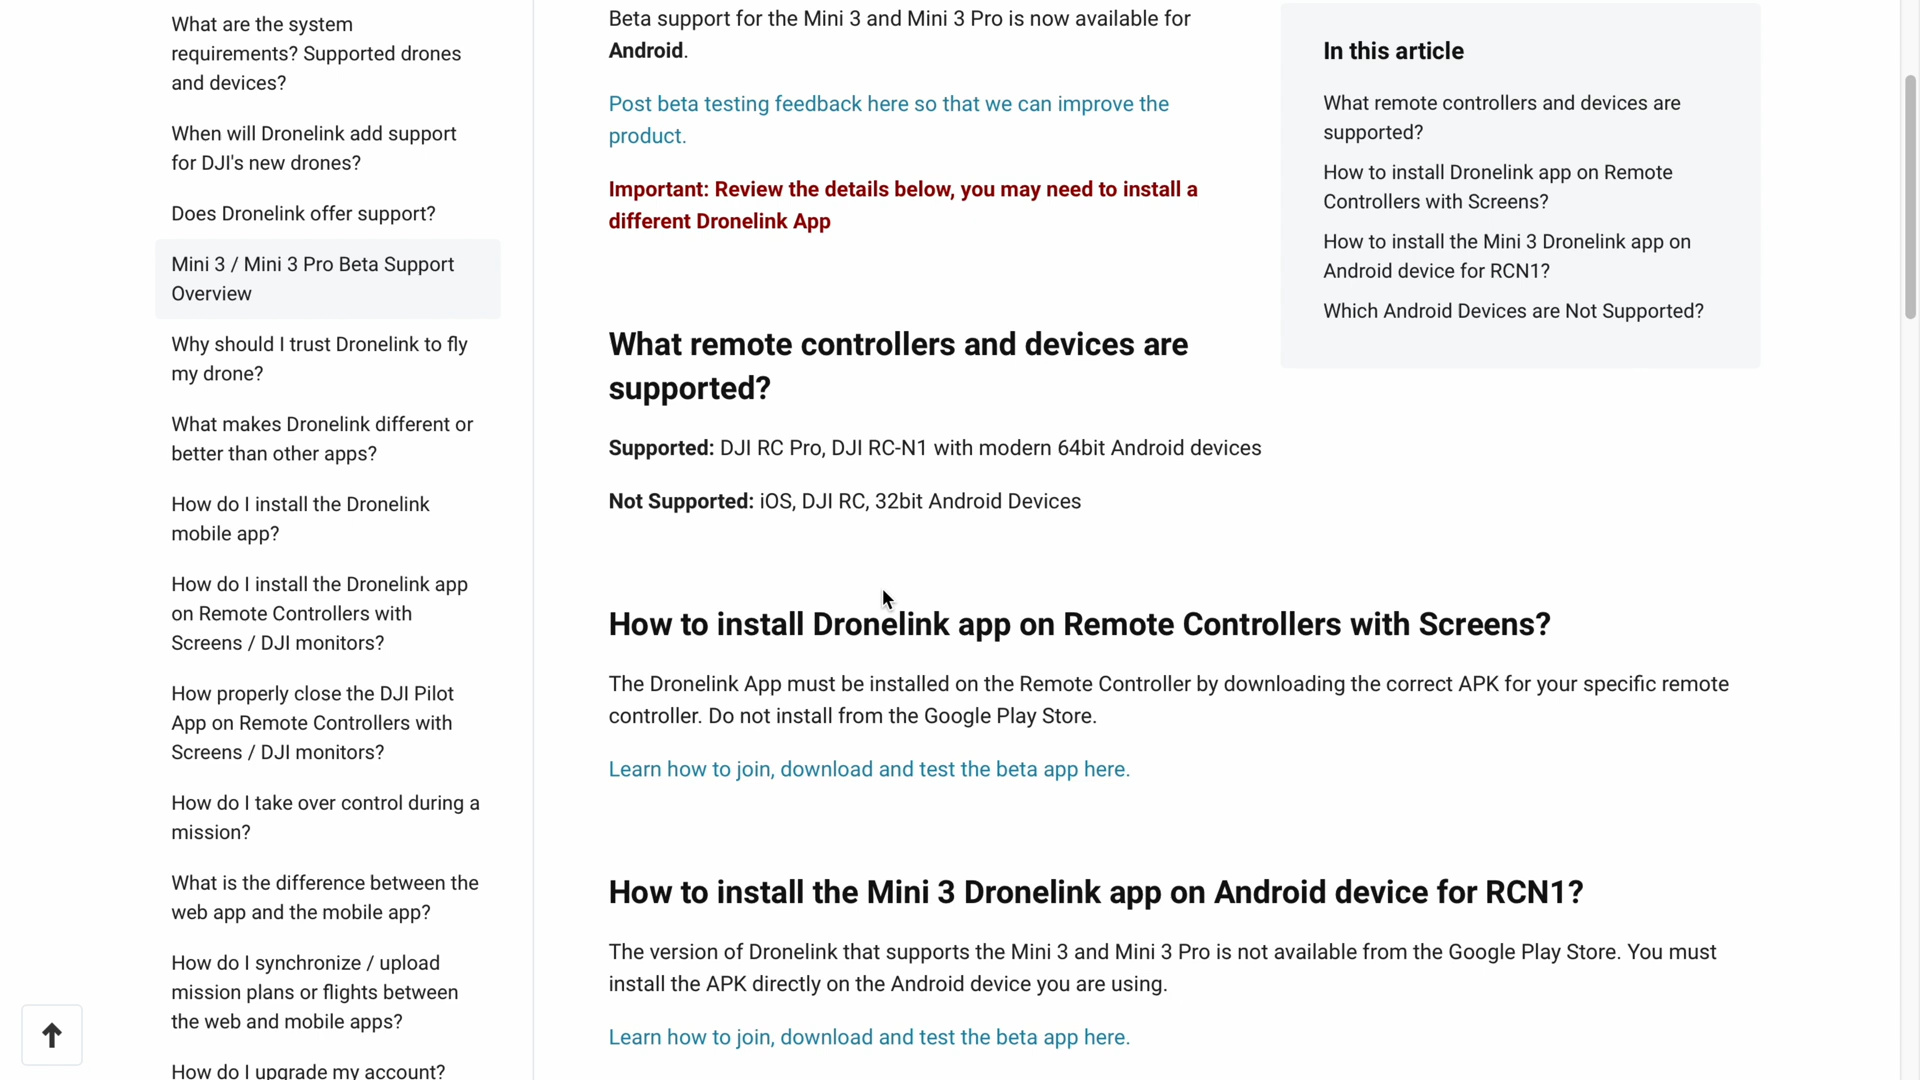 What are the system
requirements? Supported drones
and devices?
When will Dronelink add support
for DJI's new drones?
Does Dronelink offer support?
Mini 3 / Mini 3 Pro Beta Support
Overview
Why should I trust Dronelink to fly
my drone?
What makes Dronelink different or
better than other apps?
How do I install the Dronelink
mobile app?
How do I install the Dronelink app
on Remote Controllers with
Screens / DJI monitors?
How properly close the DJI Pilot
App on Remote Controllers with
Screens / DJI monitors?
How do I take over control during a
mission?
What is the difference between the
web app and the mobile app?
How do I synchronize / upload
mission plans or flights between
the web and mobile apps?
How do I upgrade my account?
Beta support for the Mini 3 and Mini 3 Pro is now available for
Android.
Post beta testing feedback here so that we can improve the
product.
Important: Review the details below, you may need to install a
different Dronelink App
What remote controllers and devices are
supported?
Supported: DJI RC Pro, DJI RC-N1 with modern 64bit Android devices
Not Supported: iOS, DJI RC, 32bit Android Devices
How to install Dronelink app on Remote Controllers with Screens?
The Dronelink App must be installed on the Remote Controller by downloading the correct APK for your specific remote
controller. Do not install from the Google Play Store.
Learn how to join, download and test the beta app here.
How to install the Mini 3 Dronelink app on Android device for RCN1?
The version of Dronelink that supports the Mini 3 and Mini 3 Pro is not available from the Google Play Store. You must
install the APK directly on the Android device you are using.
Learn how to join, download and test the beta app here.
In this article
What remote controllers and devices are
supported?
How to install Dronelink app on Remote
Controllers with Screens?
How to install the Mini 3 Dronelink app on
Android device for RCN1?
Which Android Devices are Not Supported?